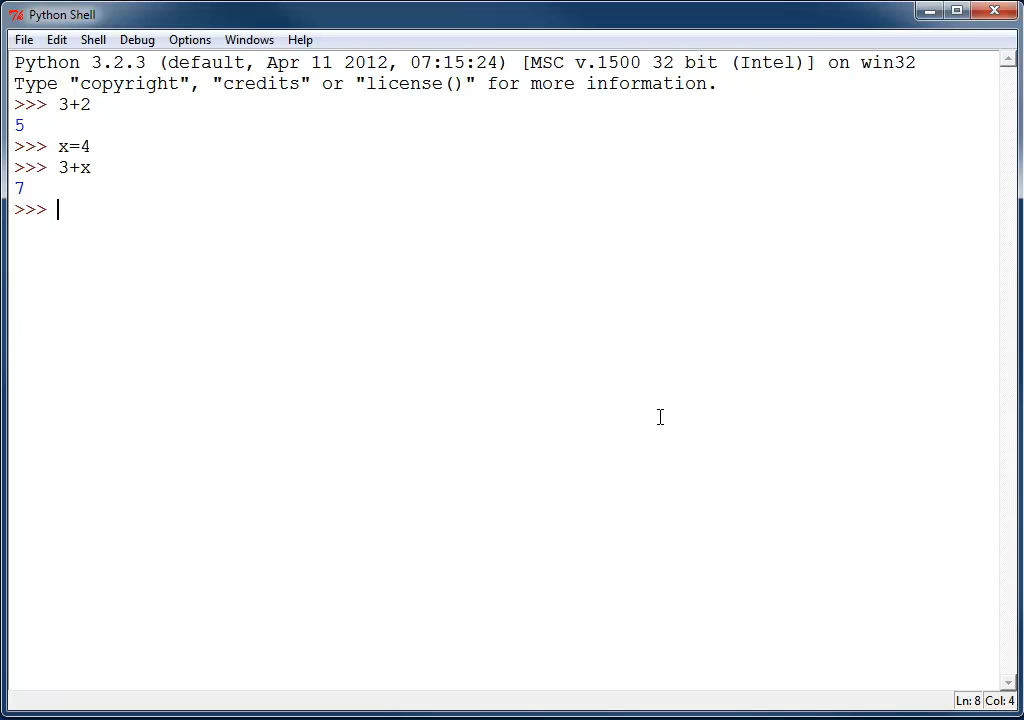 Python Shell
File Edit Shell Debug Options Windows Help
Python 3.2.3 (default, Apr 11 2012, 07:15:24) [MSC v.1500 32 bit (Intel)] on win32
Type "copyright", "credits" or "license()" for more information.
>>> 3+2
5
>>> x=4
>>> 3+x
7
>>>
Ln: 8 Col: 4